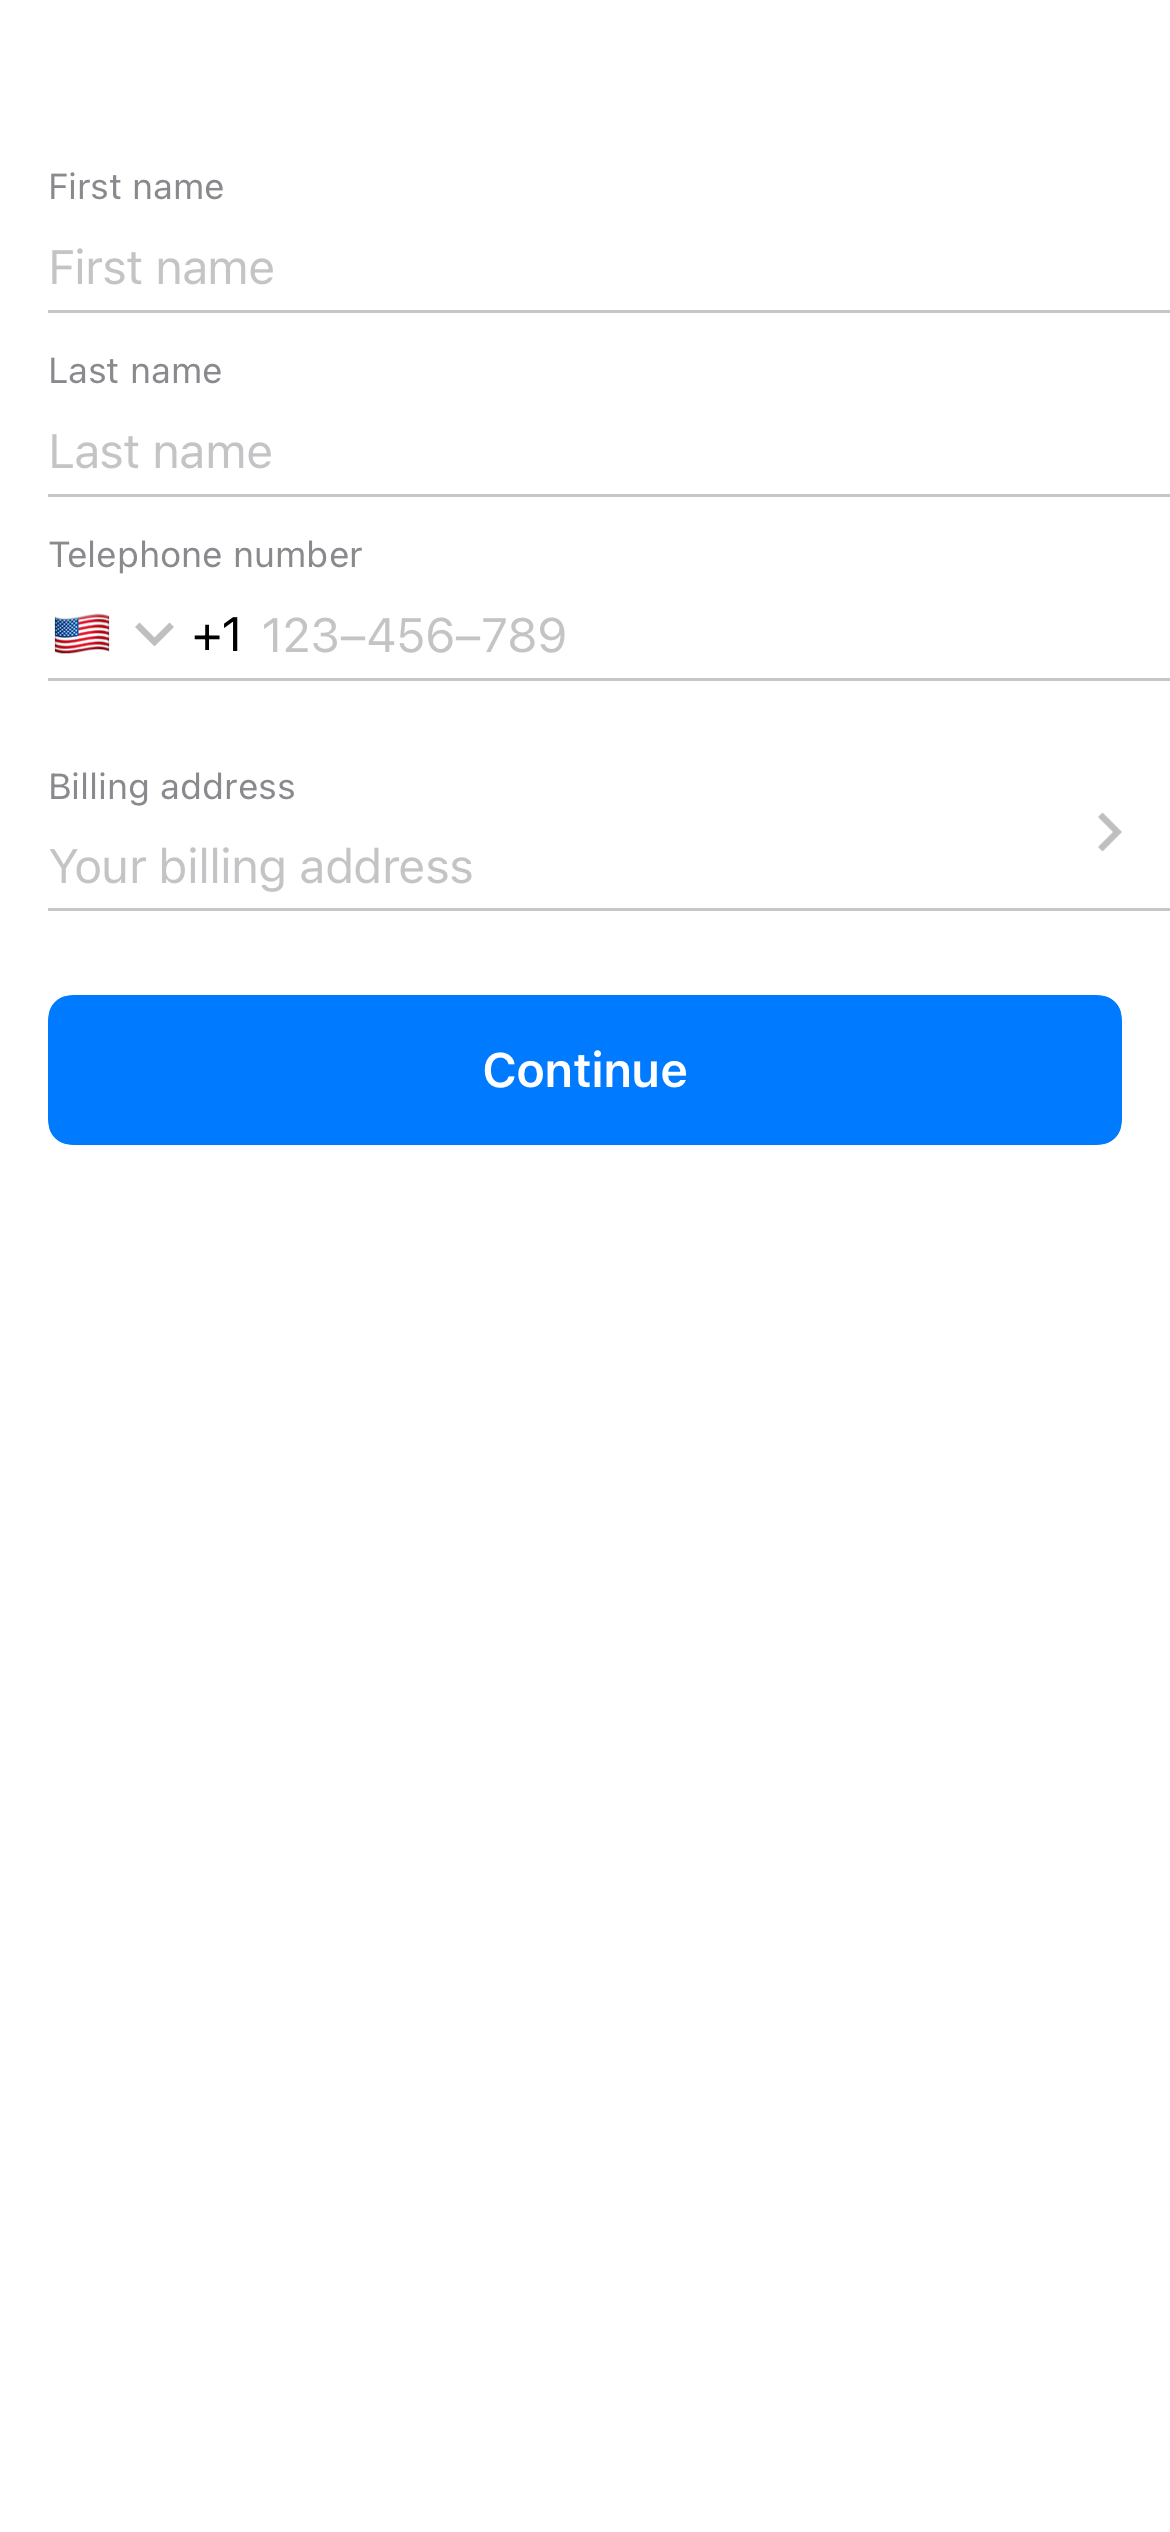 First name
First name
Last name
Last name
Telephone number
+1 123–456–789
Billing address
Your billing address
Continue